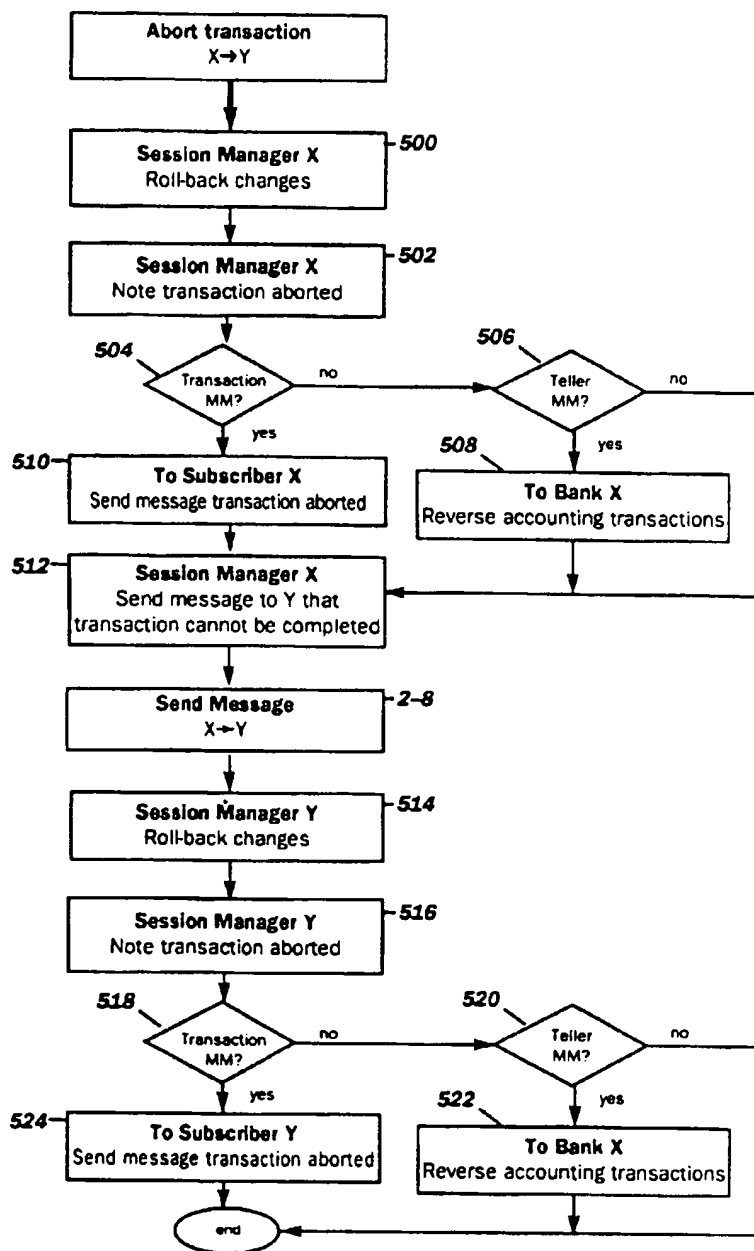 Abort transaction
X→Y
500
Session Manager X
Roll-back changes
502
Session Manager X
Note transaction aborted
504
Transaction
MM?
no
yes
506
Teller
MM?
no
yes
508
To Bank X
Reverse accounting transactions
510
To Subscriber X
Send message transaction aborted
512
Session Manager X
Send message to Y that
transaction cannot be completed
2-8
Send Message
X→Y
514
Session Manager Y
Roll-back changes
516
Session Manager Y
Note transaction aborted
518
Transaction
MM?
no
yes
520
Teller
MM?
no
yes
522
To Bank X
Reverse accounting transactions
524
To Subscriber Y
Send message transaction aborted
end